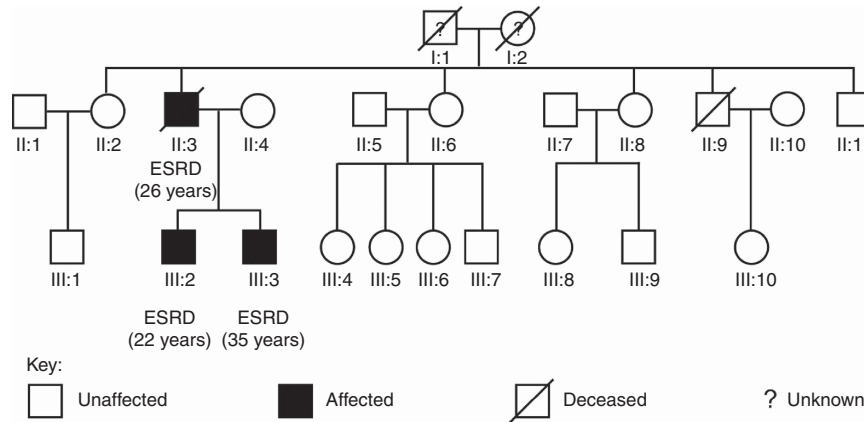 ? ?
I:1 I:2
II:1 II:2 II:3 II:4 II:5 II:6 II:7 II:8 II:9 II:10 II:1
ESRD
(26 years)
III:1 III:2 III:3 III:4 III:5 III:6 III:7 III:8 III:9 III:10
ESRD ESRD
(22 years) (35 years)
Key:
Unaffected Affected Deceased ? Unknown